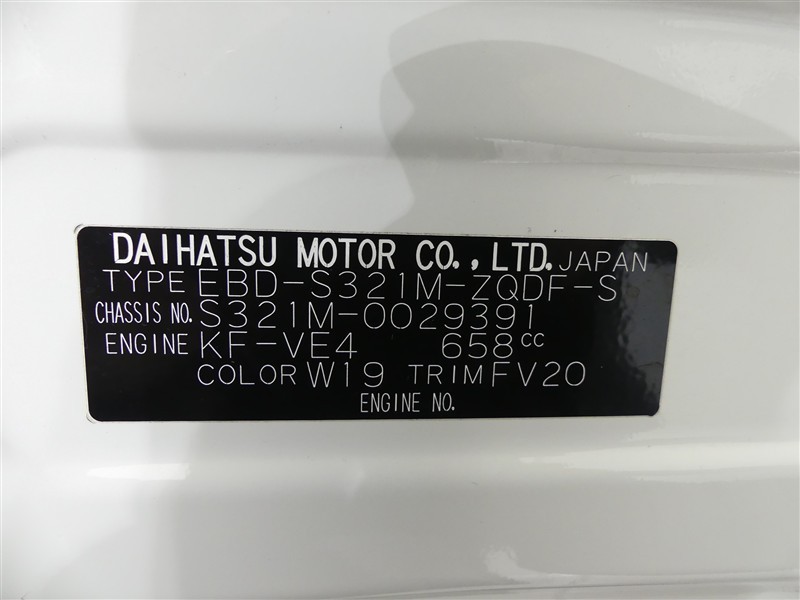 DAIHATSU MOTOR CO., LTD. JAPAN
TYPE EBD-S321M-ZQDF-S
CHASSIS NO. S321M-0029391
ENGINE KF-VE4 658cc
COLOR W19 TRIM FV20
ENGINE NO.